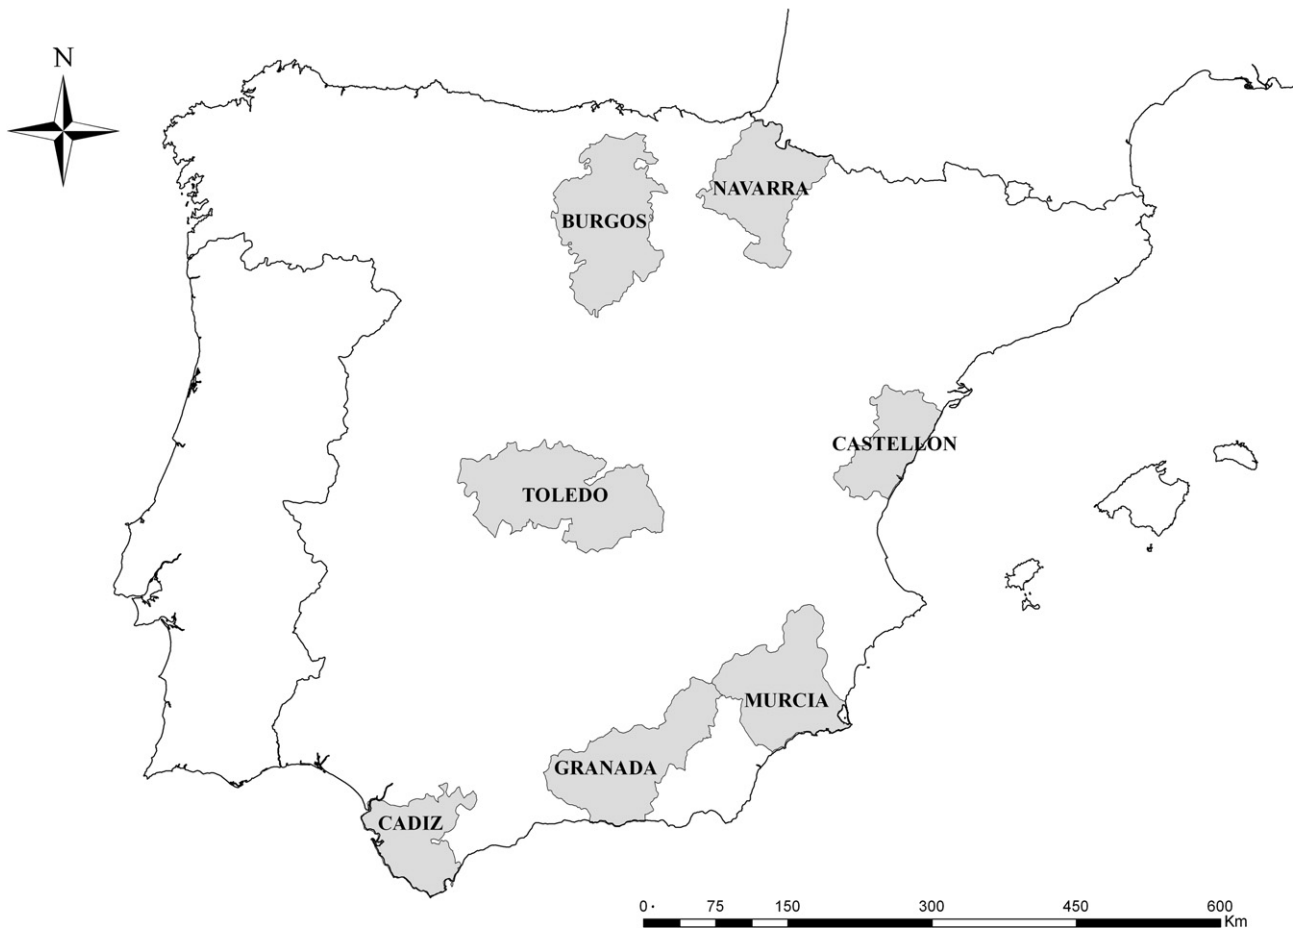 N
NAVARRA
BURGOS
CASTELLON
TOLEDO
MURCIA
GRANADA
CADIZ
0 75 150 300 450 600
Km